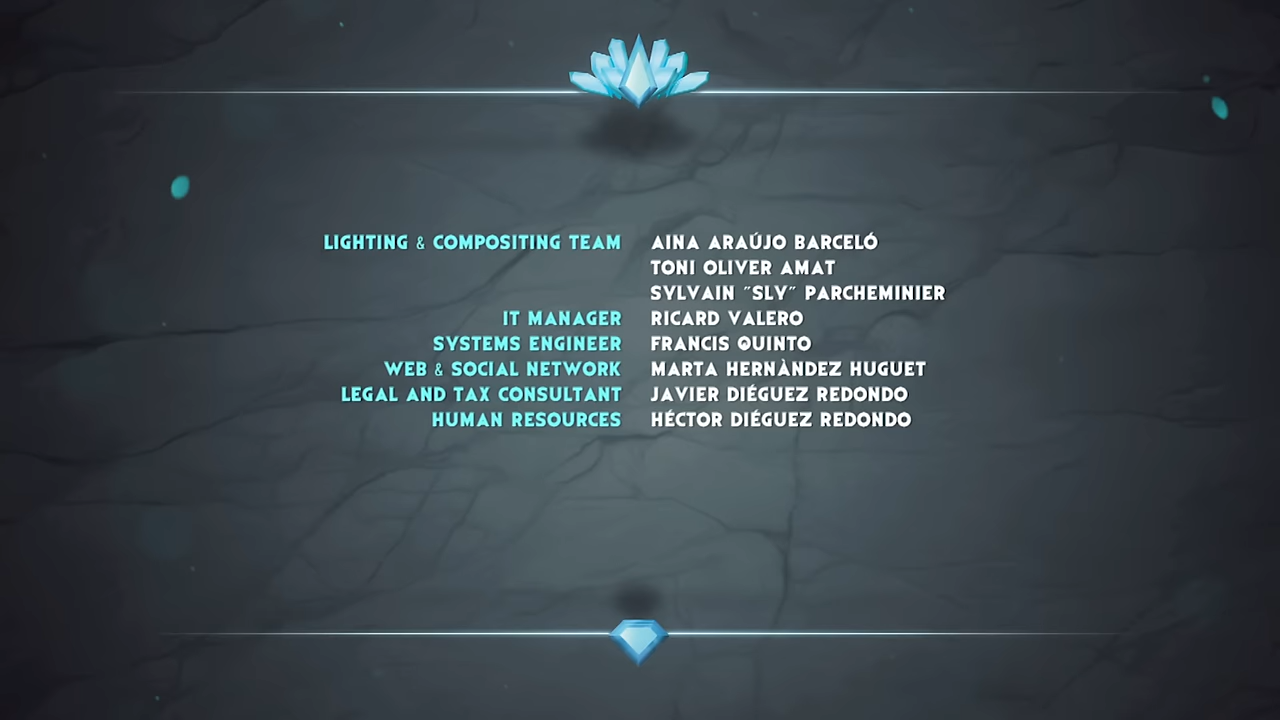 LIGHTING & COMPOSITING TEAM AINA ARAÚJO BARCELÓ
TONI OLIVER AMAT
SYLVAIN "SLY" PARCHEMINIER
IT MANAGER RICARD VALERO
SYSTEMS ENGINEER FRANCIS QUINTO
WEB & SOCIAL NETWORK MARTA HERNÀNDEZ HUGUET
LEGAL AND TAX CONSULTANT JAVIER DIÉGUEZ REDONDO
HUMAN RESOURCES HÉCTOR DIÉGUEZ REDONDO